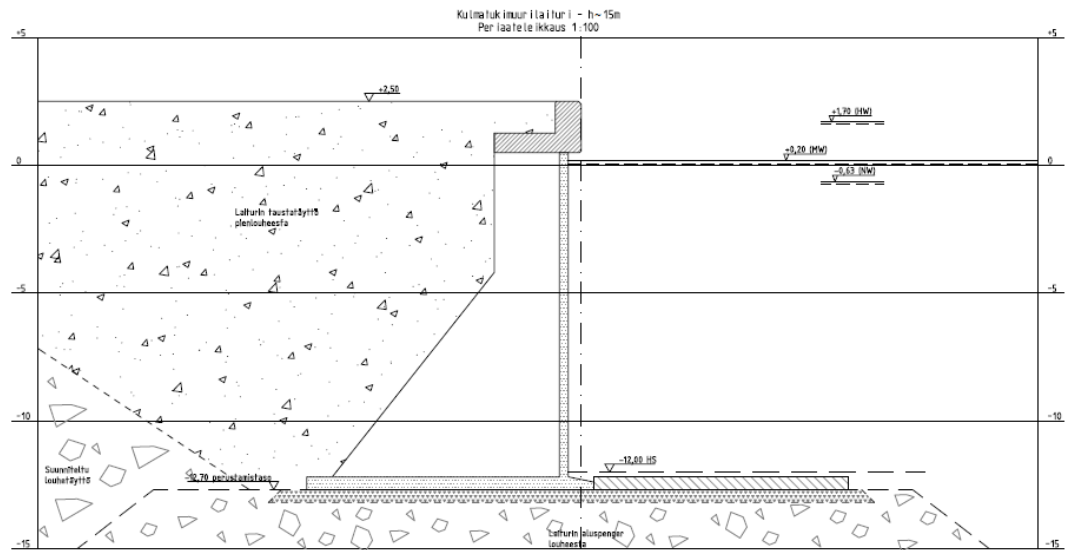 Kulmatukimuurilaituri - h~15m
Periaateleikkaus 1:100
+5
+5
+2,50
+1,70 (HW)
+0,20 (MW)
0
0
-0,63 (NW)
Laiturin taustatäyttö
pienlouheesta
-5
-5
-10
-10
-12,00 HS
Suunniteltu
louhetäyttö
-12,70 perustamistaso
Laiturin aluspenger
louheesta
-15
-15